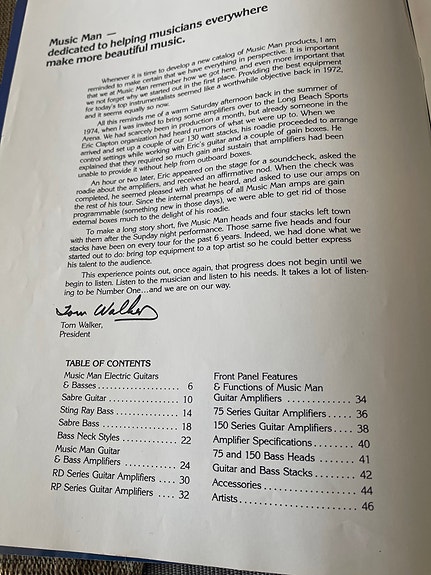 Music Man —
dedicated to helping musicians everywhere
make more beautiful music.
Whenever it is time to develop a new catalog of Music Man products, I am
reminded to make certain that we have everything in perspective. It is important
that we at Music Man remember how we got here, and even more important that
we not forget why we started out in the first place. Providing the best equipment
for today's top instrumentalists seemed like a worthwhile objective back in 1972,
and it seems equally so now.
All this reminds me of a warm Saturday afternoon back in the summer of
1974, when I was invited to bring some amplifiers over to the Long Beach Sports
Arena. We had scarcely been in production a month, but already someone in the
Eric Clapton organization had heard rumors of what we were up to. When we
arrived and set up a couple of our 130 watt stacks, his roadie proceeded to arrange
control settings while working with Eric's guitar and a couple of gain boxes. He
explained that they required so much gain and sustain that amplifiers had been
unable to provide it without help from outboard boxes.
An hour or two later, Eric appeared on the stage for a soundcheck, asked the
roadie about the amplifiers, and received an affirmative nod. When the check was
completed, he seemed pleased with what he heard, and asked to use our amps on
the rest of his tour. Since the internal preamps of all Music Man amps are gain
programmable (something new in those days), we were able to get rid of those
external boxes much to the delight of his roadie.
To make a long story short, five Music Man heads and four stacks left town
with them after the Sunday night performance. Those same five heads and four
stacks have been on every tour for the past 6 years. Indeed, we had done what we
started out to do: bring top equipment to a top artist so he could better express
his talent to the audience.
This experience points out, once again, that progress does not begin until we
begin to listen. Listen to the musician and listen to his needs. It takes a lot of listen-
ing to be Number One...and we are on our way.
Tom Walker
Tom Walker,
President
TABLE OF CONTENTS
Music Man Electric Guitars
& Basses .................... 6
Sabre Guitar ................ 10
Sting Ray Bass .............. 14
Sabre Bass .................. 18
Bass Neck Styles ............ 22
Music Man Guitar
& Bass Amplifiers ........... 24
RD Series Guitar Amplifiers .... 30
RP Series Guitar Amplifiers .... 32
Front Panel Features
& Functions of Music Man
Guitar Amplifiers ............ 34
75 Series Guitar Amplifiers ..... 36
150 Series Guitar Amplifiers .... 38
Amplifier Specifications ........ 40
75 and 150 Bass Heads ....... 41
Guitar and Bass Stacks ........ 42
Accessories ................. 44
Artists ...................... 46